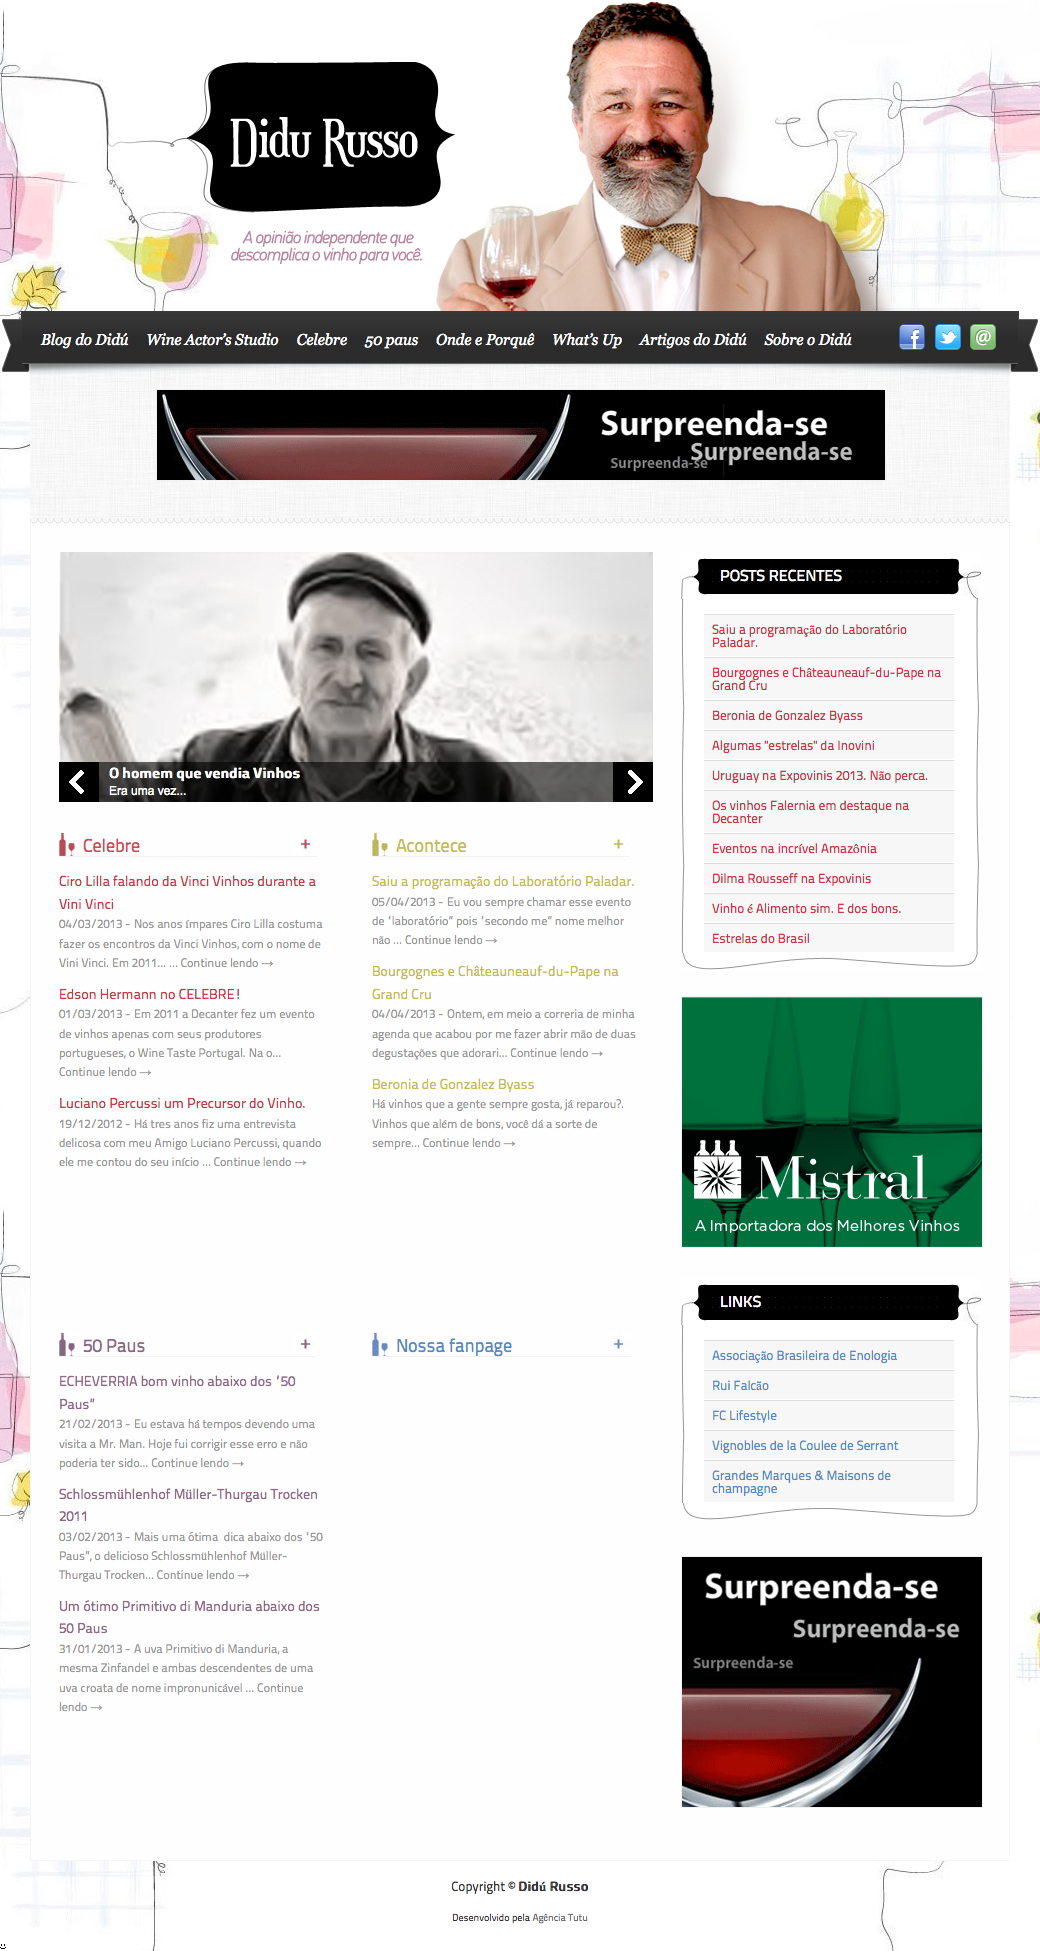 Didu Russo
A opinião independente que
descomplica o vinho para você.
Blog do Didú Wine Actor's Studio Celebre 50 paus Onde e Porquê What's Up Artigos do Didú Sobre o Didú
Surpreenda-se
Surpreenda-se
Surpreenda-se
O homem que vendia Vinhos
Era uma vez...
Celebre +
Ciro Lilla falando da Vinci Vinhos durante a
Vini Vinci
04/03/2013 - Nos anos ímpares Ciro Lilla costuma
fazer os encontros da Vinci Vinhos, com o nome de
Vini Vinci. Em 2011... ... Continue lendo →
Edson Hermann no CELEBRE!
01/03/2013 - Em 2011 a Decanter fez um evento
de vinhos apenas com seus produtores
portugueses, o Wine Taste Portugal. Na o...
Continue lendo →
Luciano Percussi um Precursor do Vinho.
19/12/2012 - Há tres anos fiz uma entrevista
delicosa com meu Amigo Luciano Percussi, quando
ele me contou do seu início ... Continue lendo →
Acontece +
Saiu a programação do Laboratório Paladar.
05/04/2013 - Eu vou sempre chamar esse evento
de "laboratório" pois "secondo me" nome melhor
não ... Continue lendo →
Bourgognes e Châteauneauf-du-Pape na
Grand Cru
04/04/2013 - Ontem, em meio a correria de minha
agenda que acabou por me fazer abrir mão de duas
degustações que adorari... Continue lendo →
Beronia de Gonzalez Byass
Há vinhos que a gente sempre gosta, já reparou?.
Vinhos que além de bons, você dá a sorte de
sempre... Continue lendo →
50 Paus +
ECHEVERRIA bom vinho abaixo dos "50
Paus"
21/02/2013 - Eu estava há tempos devendo uma
visita a Mr. Man. Hoje fui corrigir esse erro e não
poderia ter sido... Continue lendo →
Schlossmühlenhof Müller-Thurgau Trocken
2011
03/02/2013 - Mais uma ótima dica abaixo dos "50
Paus", o delicioso Schlossmühlenhof Müller-
Thurgau Trocken... Continue lendo →
Um ótimo Primitivo di Manduria abaixo dos
50 Paus
31/01/2013 - A uva Primitivo di Manduria, a
mesma Zinfandel e ambas descendentes de uma
uva croata de nome impronunicável ... Continue
lendo →
Nossa fanpage +
POSTS RECENTES
Saiu a programação do Laboratório
Paladar.
Bourgognes e Châteauneauf-du-Pape na
Grand Cru
Beronia de Gonzalez Byass
Algumas "estrelas" da Inovini
Uruguay na Expovinis 2013. Não perca.
Os vinhos Falernia em destaque na
Decanter
Eventos na incrível Amazônia
Dilma Rousseff na Expovinis
Vinho é Alimento sim. E dos bons.
Estrelas do Brasil
Mistral
A Importadora dos Melhores Vinhos
LINKS
Associação Brasileira de Enologia
Rui Falcão
FC Lifestyle
Vignobles de la Coulee de Serrant
Grandes Marques & Maisons de
champagne
Surpreenda-se
Surpreenda-se
Surpreenda-se
Copyright © Didú Russo
Desenvolvido pela Agência Tutu